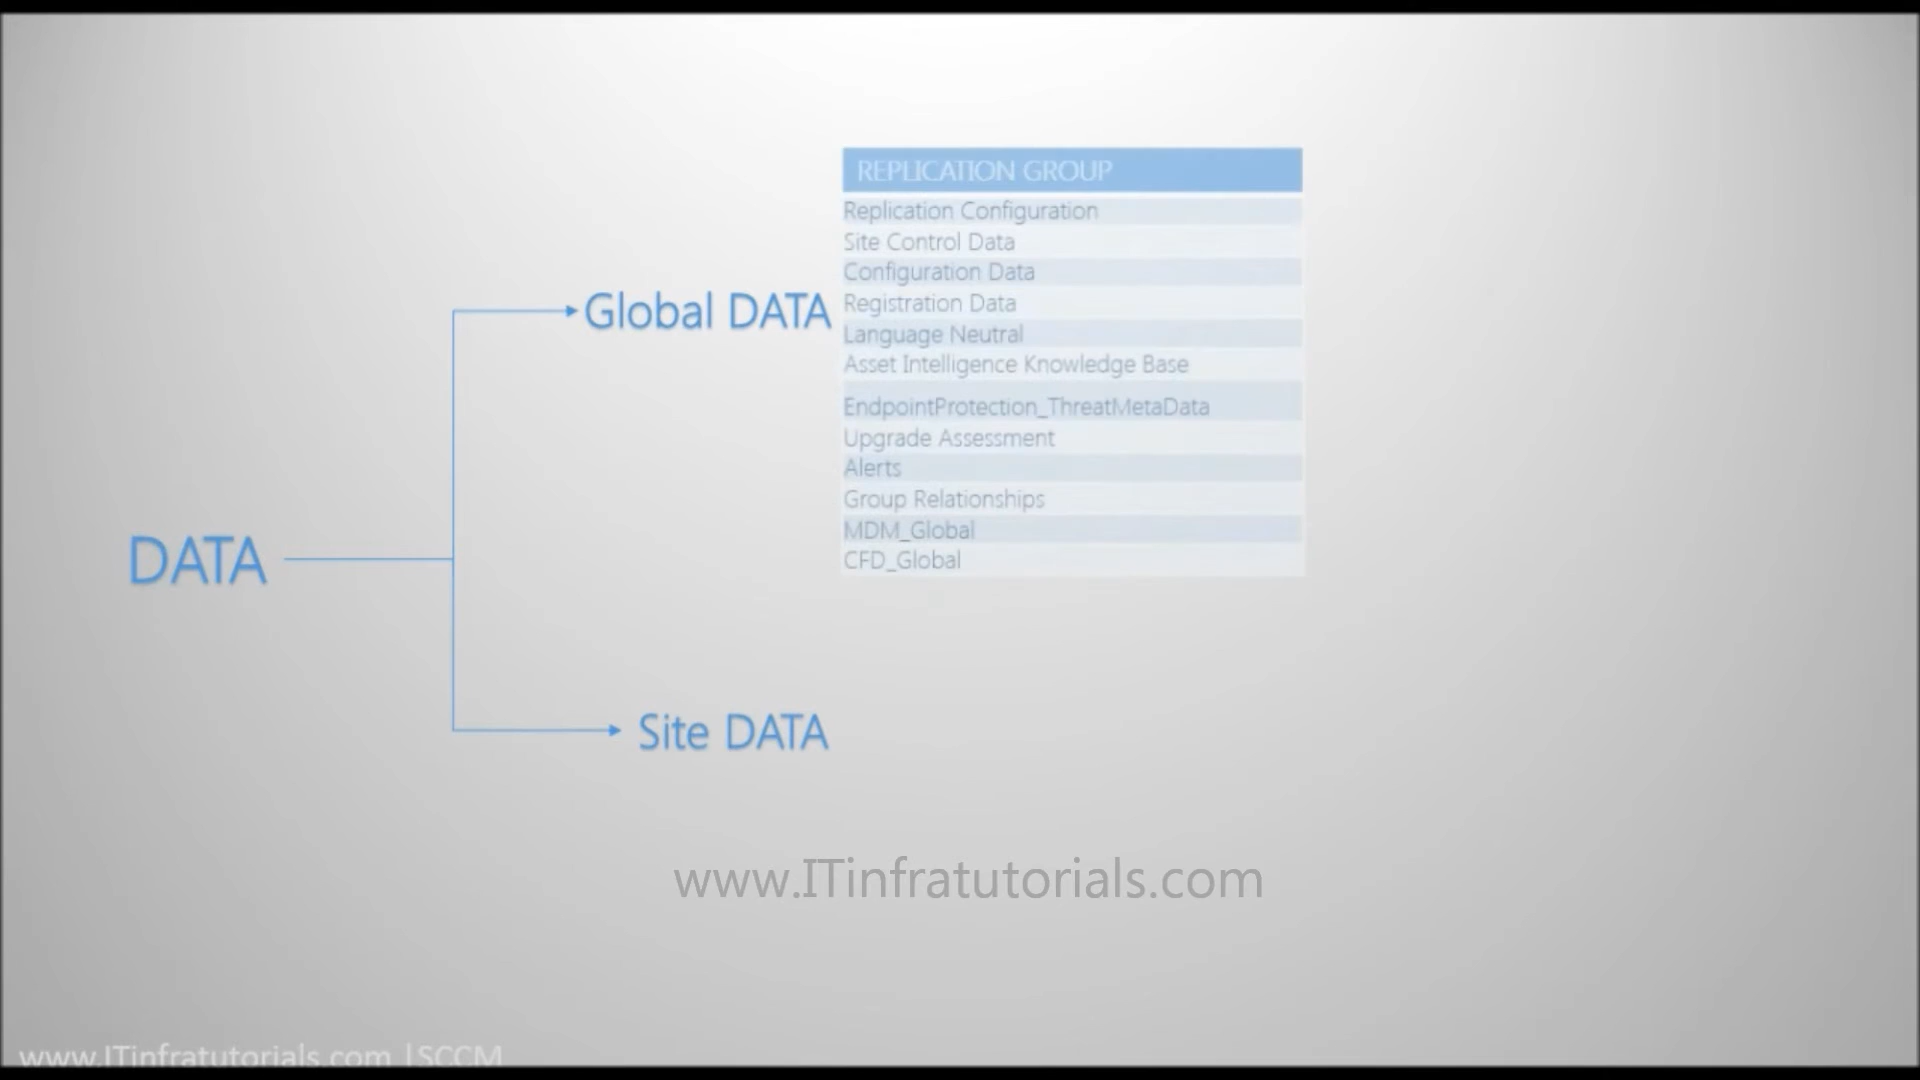 REPLICATION GROUP
Replication Configuration
Site Control Data
Configuration Data
Global DATA
Registration Data
Language Neutral
Asset Intelligence Knowledge Base
EndpointProtection_ThreatMetaData
Upgrade Assessment
Alerts
Group Relationships
MDM_Global
CFD_Global
DATA
Site DATA
www.ITinfratutorials.com
www.ITinfratutorials.com |SCCM